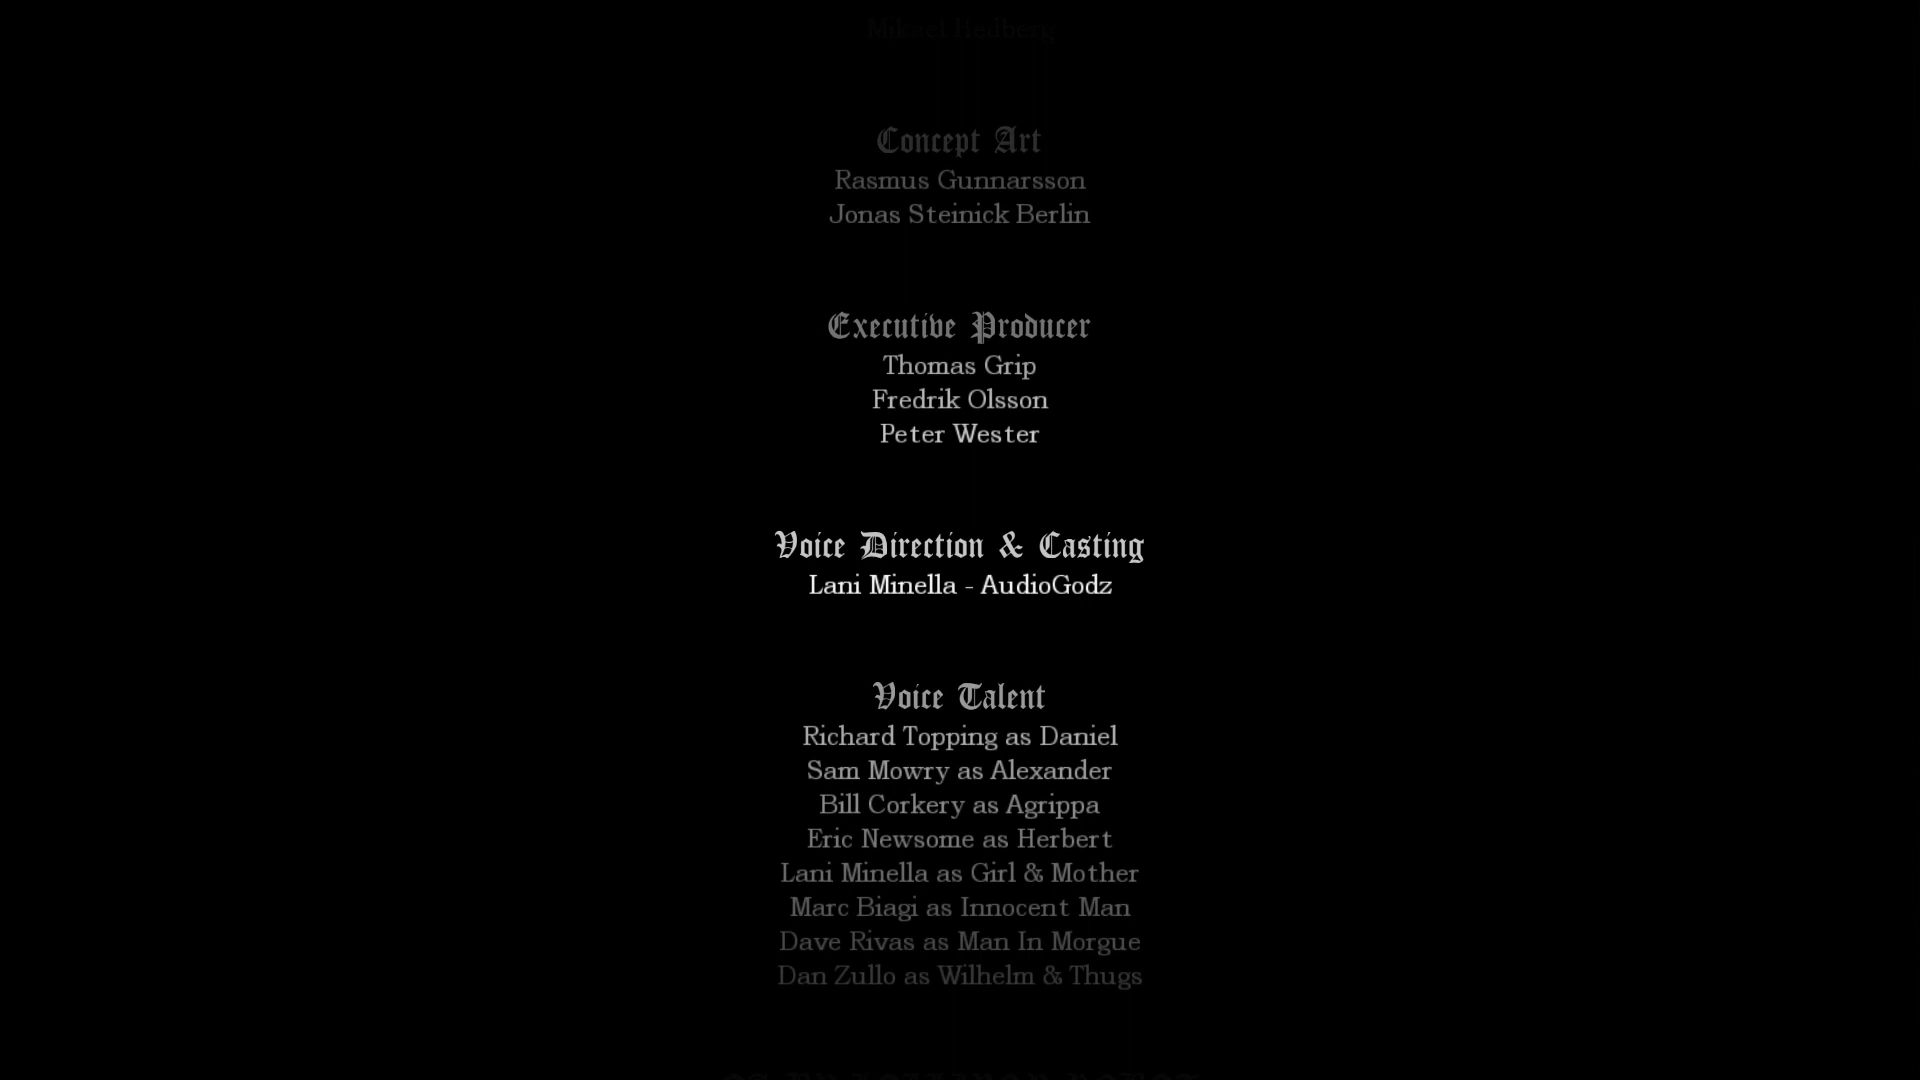 Mikael Hedberg
Concept Art
Rasmus Gunnarsson
Jonas Steinick Berlin
Executive Producer
Thomas Grip
Fredrik Olsson
Peter Wester
Voice Direction & Casting
Lani Minella - AudioGodz
Voice Talent
Richard Topping as Daniel
Sam Mowry as Alexander
Bill Corkery as Agrippa
Eric Newsome as Herbert
Lani Minella as Girl & Mother
Marc Biagi as Innocent Man
Dave Rivas as Man In Morgue
Dan Zullo as Wilhelm & Thugs